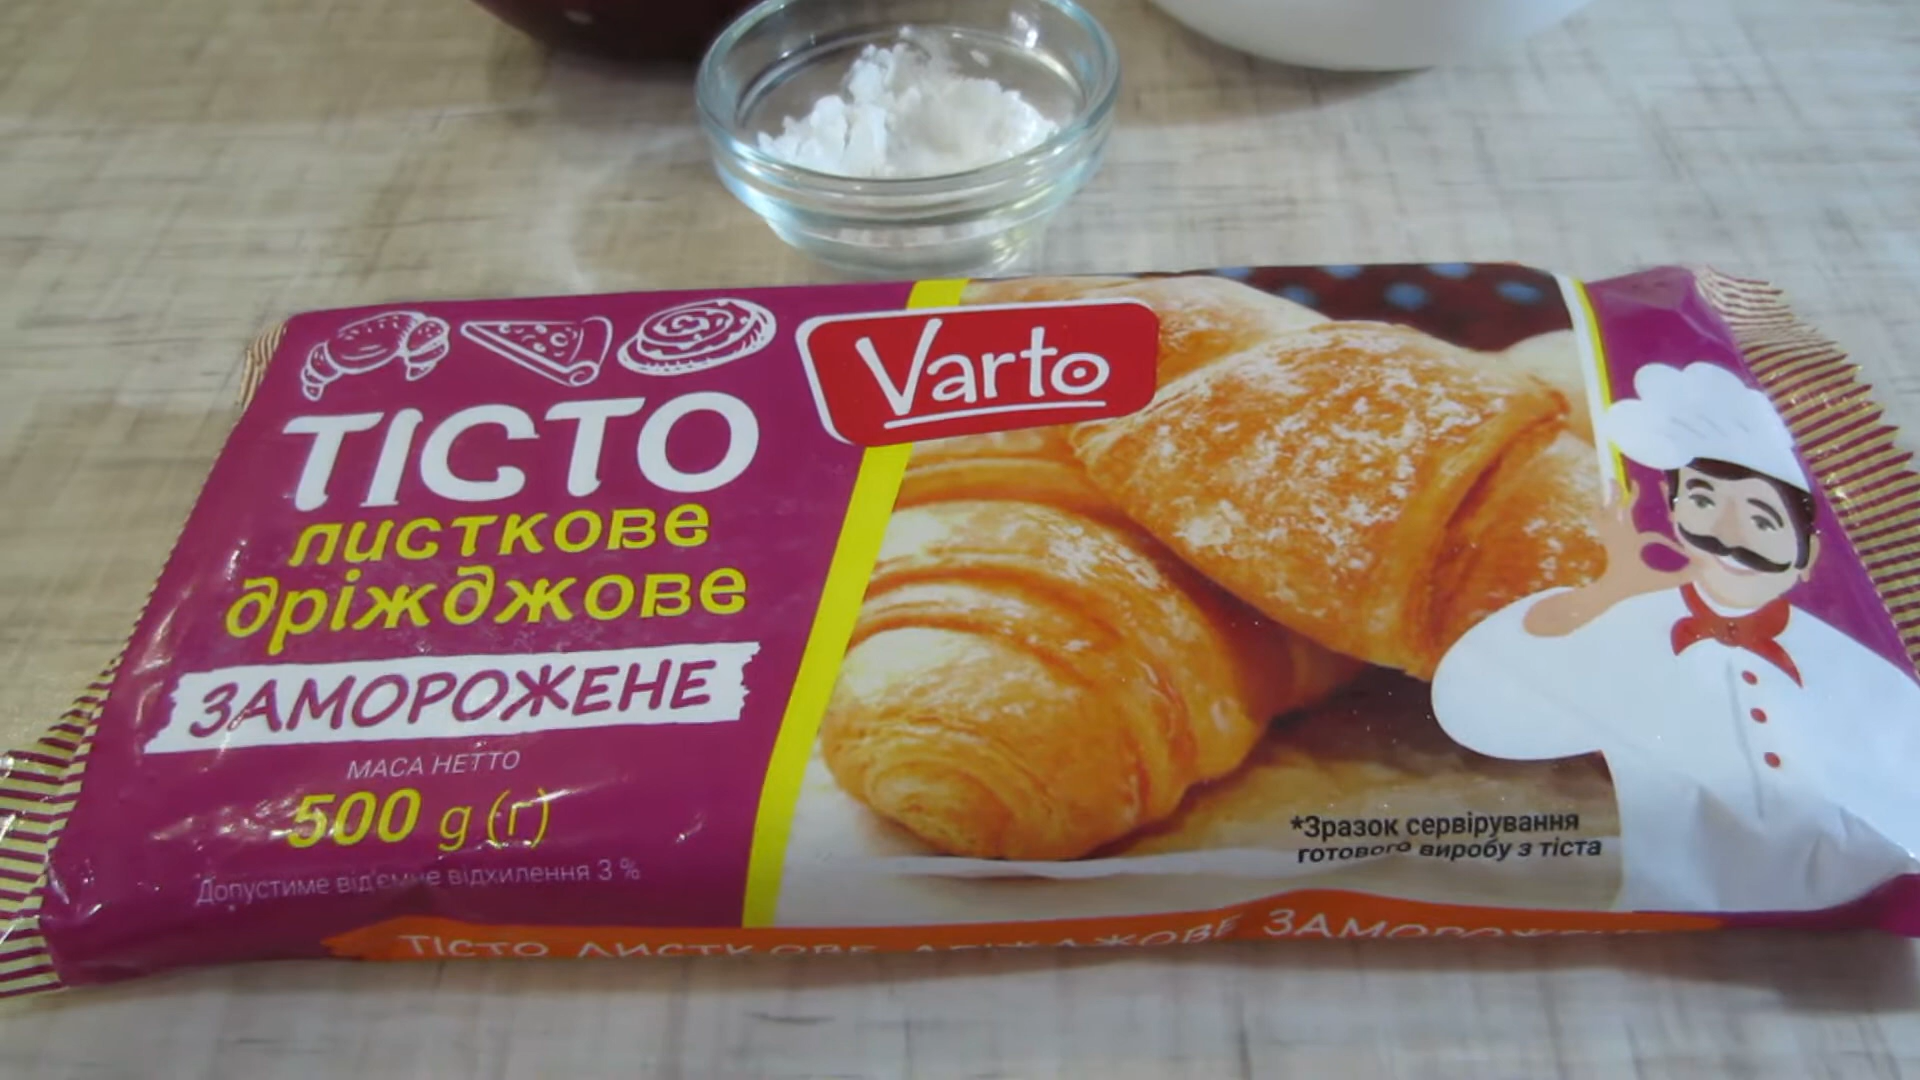 Varto
ТІСТО
листкове
дріжджове
ЗАМОРОЖЕНЕ
МАСА НЕТТО
500 g (г)
Допустиме від'ємне відхилення 3 %
*Зразок сервірування
готового виробу з тіста
ТІСТО ЛИСТКОВЕ ДРІЖДЖОВЕ ЗАМОРОЖЕНЕ